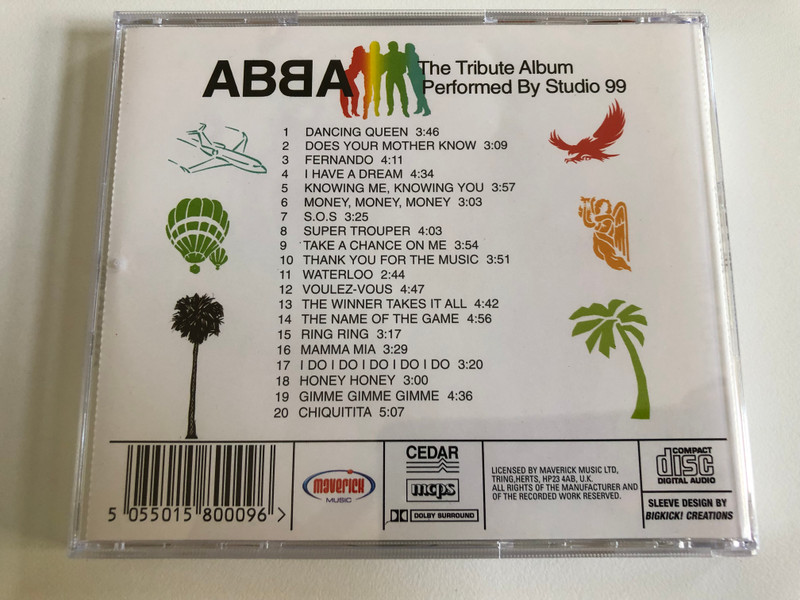 ABBA
The Tribute Album
Performed By Studio 99
1 DANCING QUEEN 3:46
2 DOES YOUR MOTHER KNOW 3:09
3 FERNANDO 4:11
4 I HAVE A DREAM 4:34
5 KNOWING ME, KNOWING YOU 3:57
6 MONEY, MONEY, MONEY 3:03
7 S.O.S 3:25
8 SUPER TROUPER 4:03
9 TAKE A CHANCE ON ME 3:54
10 THANK YOU FOR THE MUSIC 3:51
11 WATERLOO 2:44
12 VOULEZ-VOUS 4:47
13 THE WINNER TAKES IT ALL 4:42
14 THE NAME OF THE GAME 4:56
15 RING RING 3:17
16 MAMMA MIA 3:29
17 I DO I DO I DO I DO I DO 3:20
18 HONEY HONEY 3:00
19 GIMME GIMME GIMME 4:36
20 CHIQUITITA 5:07
5 055015 800096 >
maverick
MUSIC
CEDAR
mcps
DOLBY SURROUND
LICENSED BY MAVERICK MUSIC LTD,
TRING,HERTS, HP23 4AB, U.K.
ALL RIGHTS OF THE MANUFACTURER AND
OF THE RECORDED WORK RESERVED.
COMPACT
disc
DIGITAL AUDIO
SLEEVE DESIGN BY
BIGKICK! CREATIONS